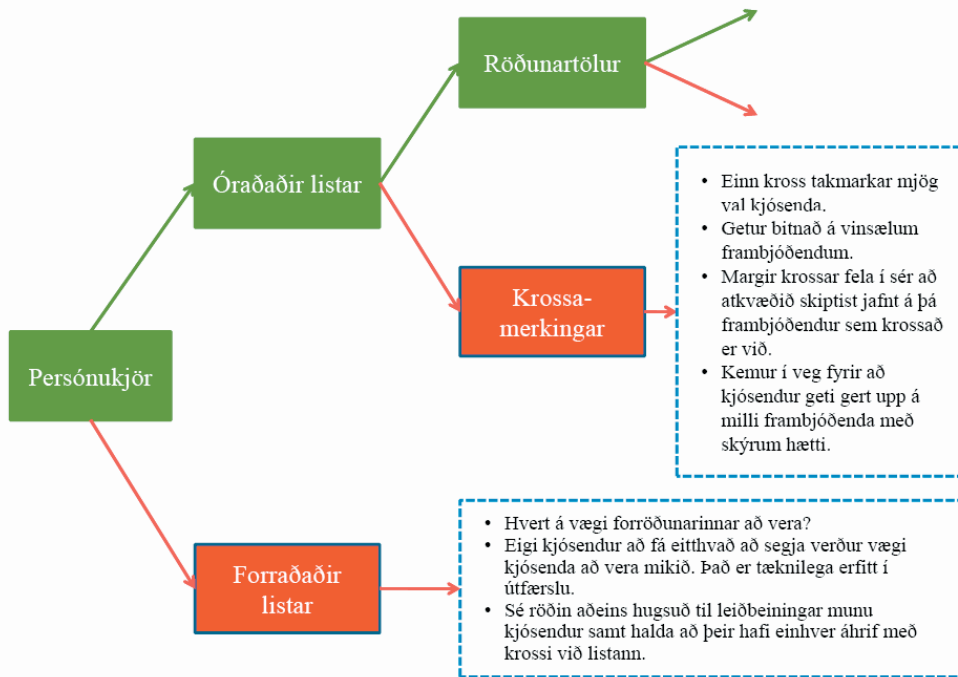 Röðunartölur
Óraðaðir listar
• Einn kross takmarkar mjög
val kjósenda.
• Getur bitnað á vinsælum
frambjóðendum.
• Margir krossar fela í sér að
atkvæðið skiptist jafnt á þá
frambjóðendur sem krossað
er við.
• Kemur í veg fyrir að
kjósendur geti gert upp á
milli frambjóðenda með
skýrum hætti.
Krossa-
merkingar
Persónukjör
Forraðaðir
listar
• Hvert á vægi forröðunarinnar að vera?
• Eigi kjósendur að fá eitthvað að segja verður vægi
kjósenda að vera mikið. Það er tæknilega erfitt í
útfærslu.
• Sé röðin aðeins hugsuð til leiðbeiningar munu
kjósendur samt halda að þeir hafi einhver áhrif með
krossi við listann.